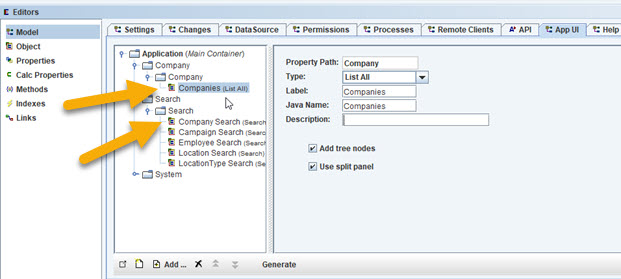 Editors
Model
Object
Properties
Calc Properties
Methods
Indexes
Links
Settings Changes DataSource Permissions Processes Remote Clients API App UI Help
Application (Main Container)
Company
Company
Companies (List All)
Search
Search
Company Search (Search)
Campaign Search (Search)
Employee Search (Search
Location Search (Search)
LocationType Search (Searc
System
Property Path: Company
Type: List All
Label: Companies
Java Name: Companies
Description:
Add tree nodes
Use split panel
Add ... Generate